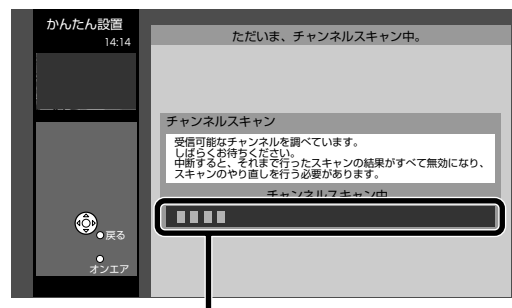 かんたん設置
14:14
ただいま、チャンネルスキャン中。
チャンネルスキャン
受信可能なチャンネルを調べています。
しばらくお待ちください。
中断すると、それまで行ったスキャンの結果がすべて無効になり、
スキャンのやり直しを行う必要があります。
チャンネルスキャン中
戻る
オンエア